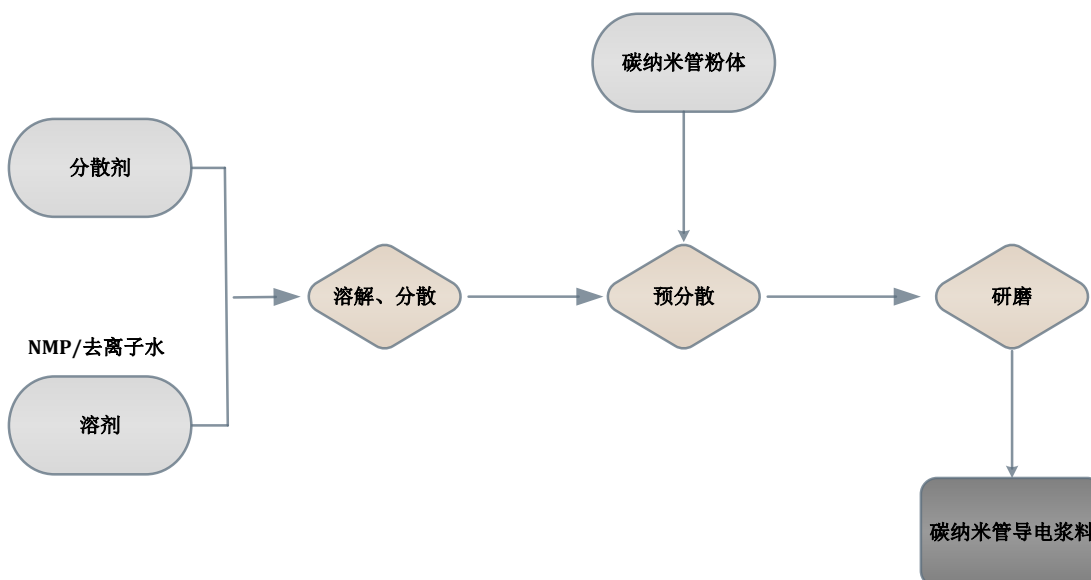 碳纳米管粉体
分散剂
溶解、分散
预分散
研磨
NMP/去离子水
溶剂
碳纳米管导电浆料